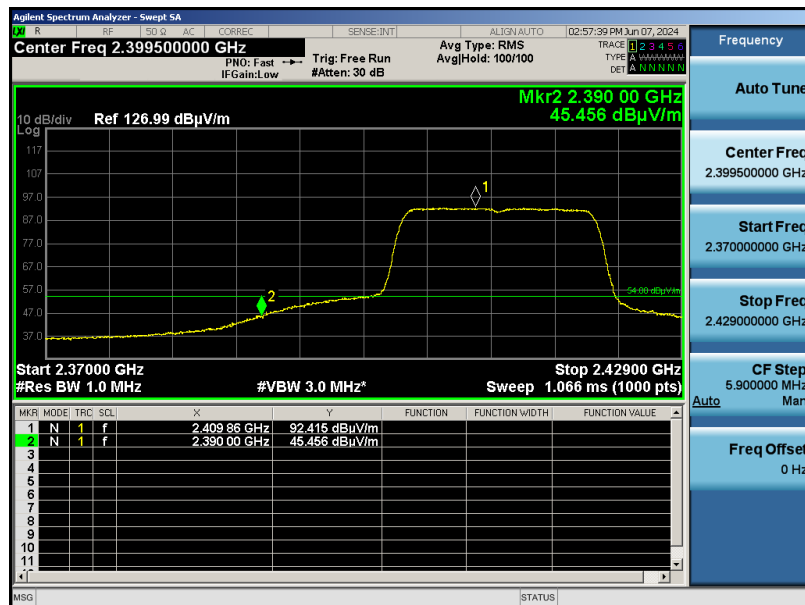 Agilent Spectrum Analyzer - Swept SA
LXI R RF 50 Ω AC CORREC SENSE:INT ALIGN AUTO 02:57:39 PM Jun 07, 2024
Center Freq 2.399500000 GHz
PNO: Fast
IFGain:Low
Trig: Free Run
#Atten: 30 dB
Avg Type: RMS
Avg|Hold: 100/100
TRACE 1 2 3 4 5 6
TYPE A WWWWW
DET A N N N N N
Mkr2 2.390 00 GHz
45.456 dBµV/m
10 dB/div Ref 126.99 dBµV/m
Log
117
107
97.0
87.0
77.0
67.0
57.0
47.0
37.0
1
2
54.00 dBµV/m
Start 2.37000 GHz Stop 2.42900 GHz
#Res BW 1.0 MHz #VBW 3.0 MHz* Sweep 1.066 ms (1000 pts)
MKR MODE TRC SCL X Y FUNCTION FUNCTION WIDTH FUNCTION VALUE
1 N 1 f 2.409 86 GHz 92.415 dBµV/m
2 N 1 f 2.390 00 GHz 45.456 dBµV/m
3
4
5
6
7
8
9
10
11
MSG STATUS
Frequency
Auto Tune
Center Freq
2.399500000 GHz
Start Freq
2.370000000 GHz
Stop Freq
2.429000000 GHz
CF Step
5.900000 MHz
Auto Man
Freq Offset
0 Hz